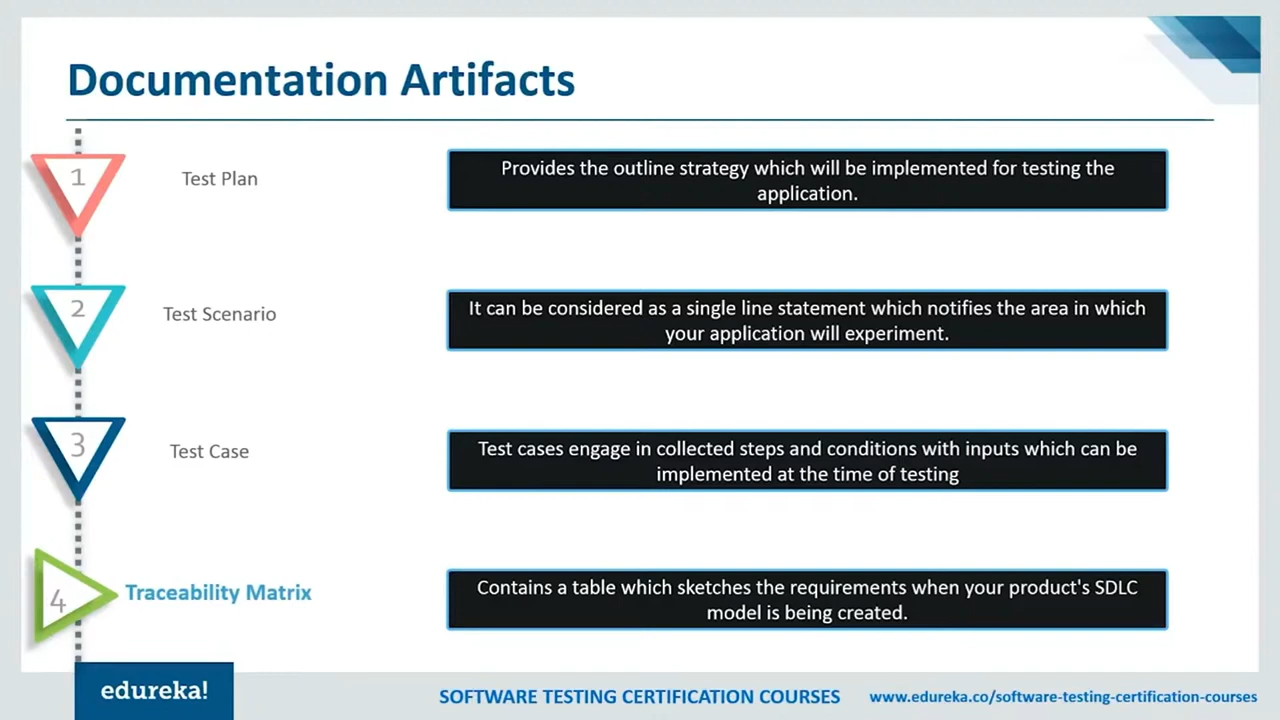 Documentation Artifacts
1
Test Plan
Provides the outline strategy which will be implemented for testing the
application.
2
Test Scenario
It can be considered as a single line statement which notifies the area in which
your application will experiment.
3
Test Case
Test cases engage in collected steps and conditions with inputs which can be
implemented at the time of testing
4
Traceability Matrix
Contains a table which sketches the requirements when your product's SDLC
model is being created.
edureka!
SOFTWARE TESTING CERTIFICATION COURSES
www.edureka.co/software-testing-certification-courses